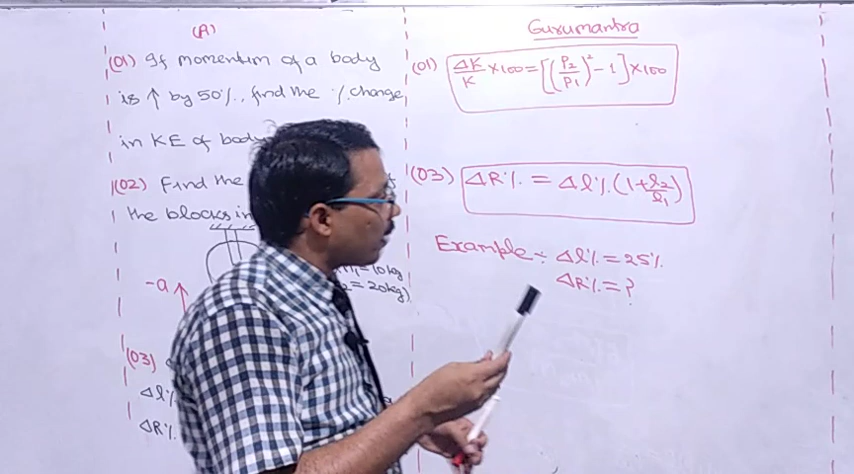 (A)
(01) If momentum of a body
is ↑ by 50%, find the % change
in KE of body
(02) Find the
the blocks in
= 10 kg
= 20 kg)
-a ↑
(03)
Δl%
ΔR%
Gurumantra
(01) ΔK/K ×100 = [(P₂/P₁)² - 1] ×100
(03) ΔR% = Δl% (1 + l₂/l₁)
Example ÷ Δl% = 25%
ΔR% = ?